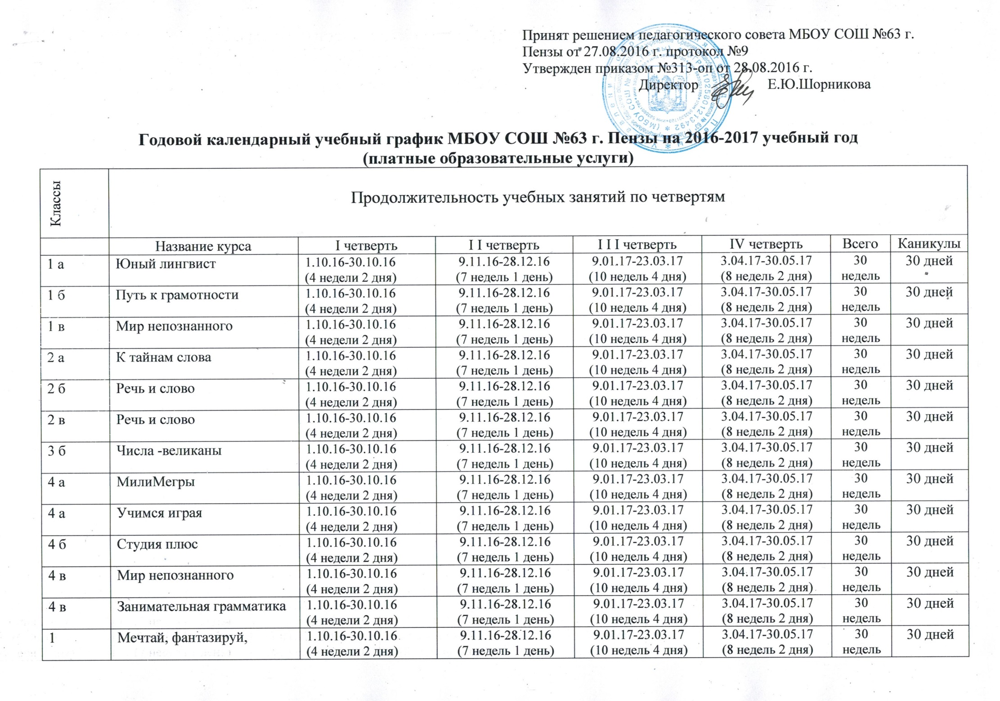 Принят решением педагогического совета МБОУ СОШ №63 г.
Пензы от 27.08.2016 г. протокол №9
Утвержден приказом №313-оп от 28.08.2016 г.
Директор Е.Ю.Шорникова
Годовой календарный учебный график МБОУ СОШ №63 г. Пензы на 2016-2017 учебный год
(платные образовательные услуги)
Классы Продолжительность учебных занятий по четвертям
Название курса I четверть I I четверть I I I четверть IV четверть Всего Каникулы
1 а Юный лингвист 1.10.16-30.10.16 9.11.16-28.12.16 9.01.17-23.03.17 3.04.17-30.05.17 30 30 дней
(4 недели 2 дня) (7 недель 1 день) (10 недель 4 дня) (8 недель 2 дня) недель
1 б Путь к грамотности 1.10.16-30.10.16 9.11.16-28.12.16 9.01.17-23.03.17 3.04.17-30.05.17 30 30 дней
(4 недели 2 дня) (7 недель 1 день) (10 недель 4 дня) (8 недель 2 дня) недель
1 в Мир непознанного 1.10.16-30.10.16 9.11.16-28.12.16 9.01.17-23.03.17 3.04.17-30.05.17 30 30 дней
(4 недели 2 дня) (7 недель 1 день) (10 недель 4 дня) (8 недель 2 дня) недель
2 а К тайнам слова 1.10.16-30.10.16 9.11.16-28.12.16 9.01.17-23.03.17 3.04.17-30.05.17 30 30 дней
(4 недели 2 дня) (7 недель 1 день) (10 недель 4 дня) (8 недель 2 дня) недель
2 б Речь и слово 1.10.16-30.10.16 9.11.16-28.12.16 9.01.17-23.03.17 3.04.17-30.05.17 30 30 дней
(4 недели 2 дня) (7 недель 1 день) (10 недель 4 дня) (8 недель 2 дня) недель
2 в Речь и слово 1.10.16-30.10.16 9.11.16-28.12.16 9.01.17-23.03.17 3.04.17-30.05.17 30 30 дней
(4 недели 2 дня) (7 недель 1 день) (10 недель 4 дня) (8 недель 2 дня) недель
3 б Числа -великаны 1.10.16-30.10.16 9.11.16-28.12.16 9.01.17-23.03.17 3.04.17-30.05.17 30 30 дней
(4 недели 2 дня) (7 недель 1 день) (10 недель 4 дня) (8 недель 2 дня) недель
4 а МилиМегры 1.10.16-30.10.16 9.11.16-28.12.16 9.01.17-23.03.17 3.04.17-30.05.17 30 30 дней
(4 недели 2 дня) (7 недель 1 день) (10 недель 4 дня) (8 недель 2 дня) недель
4 а Учимся играя 1.10.16-30.10.16 9.11.16-28.12.16 9.01.17-23.03.17 3.04.17-30.05.17 30 30 дней
(4 недели 2 дня) (7 недель 1 день) (10 недель 4 дня) (8 недель 2 дня) недель
4 б Студия плюс 1.10.16-30.10.16 9.11.16-28.12.16 9.01.17-23.03.17 3.04.17-30.05.17 30 30 дней
(4 недели 2 дня) (7 недель 1 день) (10 недель 4 дня) (8 недель 2 дня) недель
4 в Мир непознанного 1.10.16-30.10.16 9.11.16-28.12.16 9.01.17-23.03.17 3.04.17-30.05.17 30 30 дней
(4 недели 2 дня) (7 недель 1 день) (10 недель 4 дня) (8 недель 2 дня) недель
4 в Занимательная грамматика 1.10.16-30.10.16 9.11.16-28.12.16 9.01.17-23.03.17 3.04.17-30.05.17 30 30 дней
(4 недели 2 дня) (7 недель 1 день) (10 недель 4 дня) (8 недель 2 дня) недель
1 Мечтай, фантазируй, 1.10.16-30.10.16 9.11.16-28.12.16 9.01.17-23.03.17 3.04.17-30.05.17 30 30 дней
(4 недели 2 дня) (7 недель 1 день) (10 недель 4 дня) (8 недель 2 дня) недель